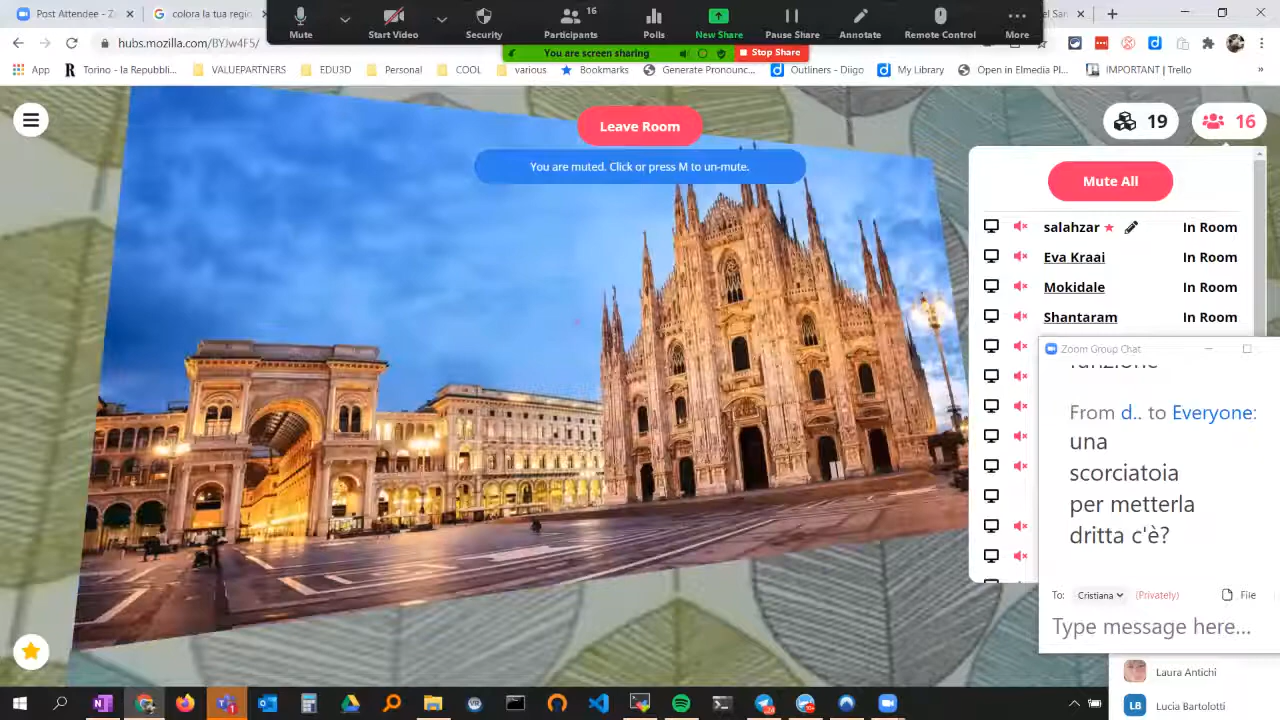 Post Attendee - Z
colora la tua regio
Mute
Start Video
Security
16
Participants
Polls
New Share
Pause Share
Annotate
Remote Control
More
hubs.mozilla.com/BYJw4F5/
You are screen sharing
Stop Share
App
Torino - la Repubbli...
VALUEPARTNERS
EDU3D
Personal
COOL
various
Bookmarks
Generate Pronounc...
Outliners - Diigo
My Library
Open in Elmedia Pl...
IMPORTANT | Trello
»
Leave Room
You are muted. Click or press M to un-mute.
19
16
Mute All
salahzar
In Room
Eva Kraai
In Room
Mokidale
In Room
Shantaram
In Room
Zoom Group Chat
funzione
From d.. to Everyone:
una
scorciatoia
per metterla
dritta c'è?
To: Cristiana (Privately) File
Type message here...
Laura Antichi
LB Lucia Bartolotti